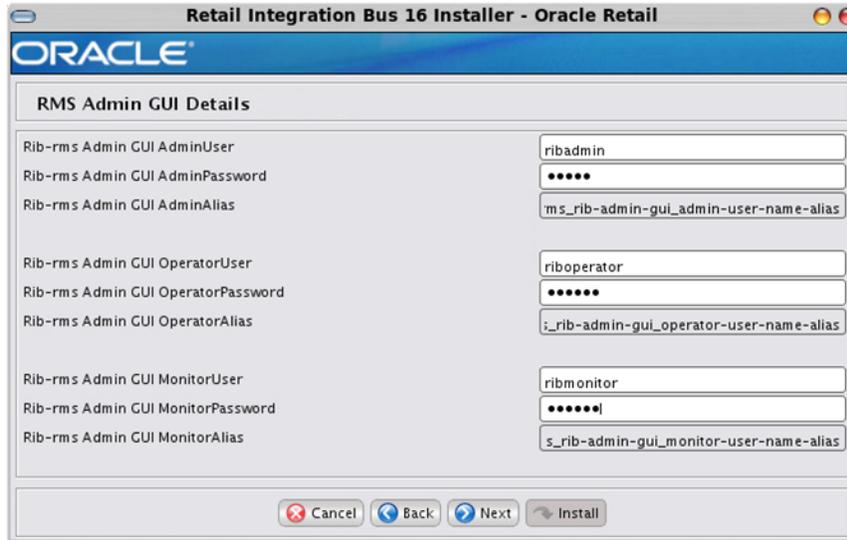 Retail Integration Bus 16 Installer - Oracle Retail
ORACLE
RMS Admin GUI Details
Rib-rms Admin GUI AdminUser ribadmin
Rib-rms Admin GUI AdminPassword •••••
Rib-rms Admin GUI AdminAlias ms_rib-admin-gui_admin-user-name-alias
Rib-rms Admin GUI OperatorUser riboperator
Rib-rms Admin GUI OperatorPassword ••••••
Rib-rms Admin GUI OperatorAlias _rib-admin-gui_operator-user-name-alias
Rib-rms Admin GUI MonitorUser ribmonitor
Rib-rms Admin GUI MonitorPassword ••••••
Rib-rms Admin GUI MonitorAlias s_rib-admin-gui_monitor-user-name-alias
Cancel Back Next Install